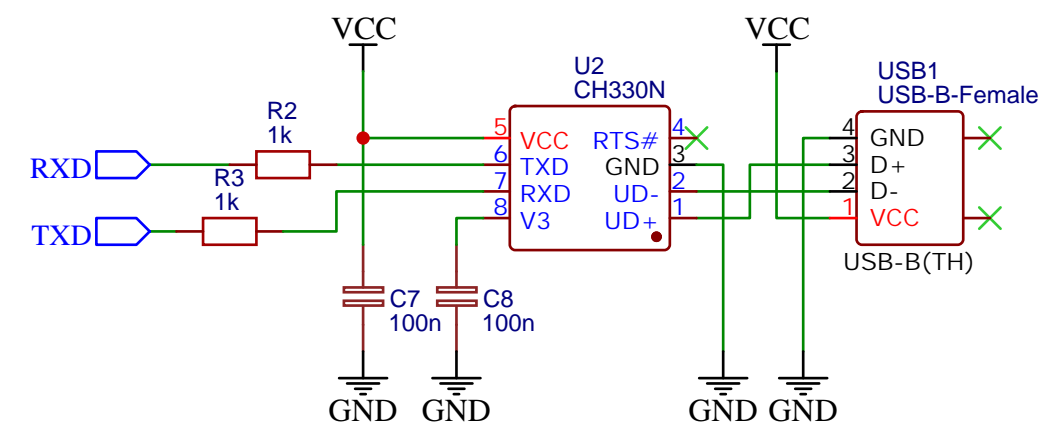 VCC
VCC
U2
CH330N
USB1
USB-B-Female
R2
1k
RXD
R3
1k
TXD
5 VCC RTS# 4
6 TXD GND 3
7 RXD UD- 2
8 V3 UD+ 1
4 GND
3 D+
2 D-
1 VCC
USB-B(TH)
C7
100n
C8
100n
GND
GND
GND
GND